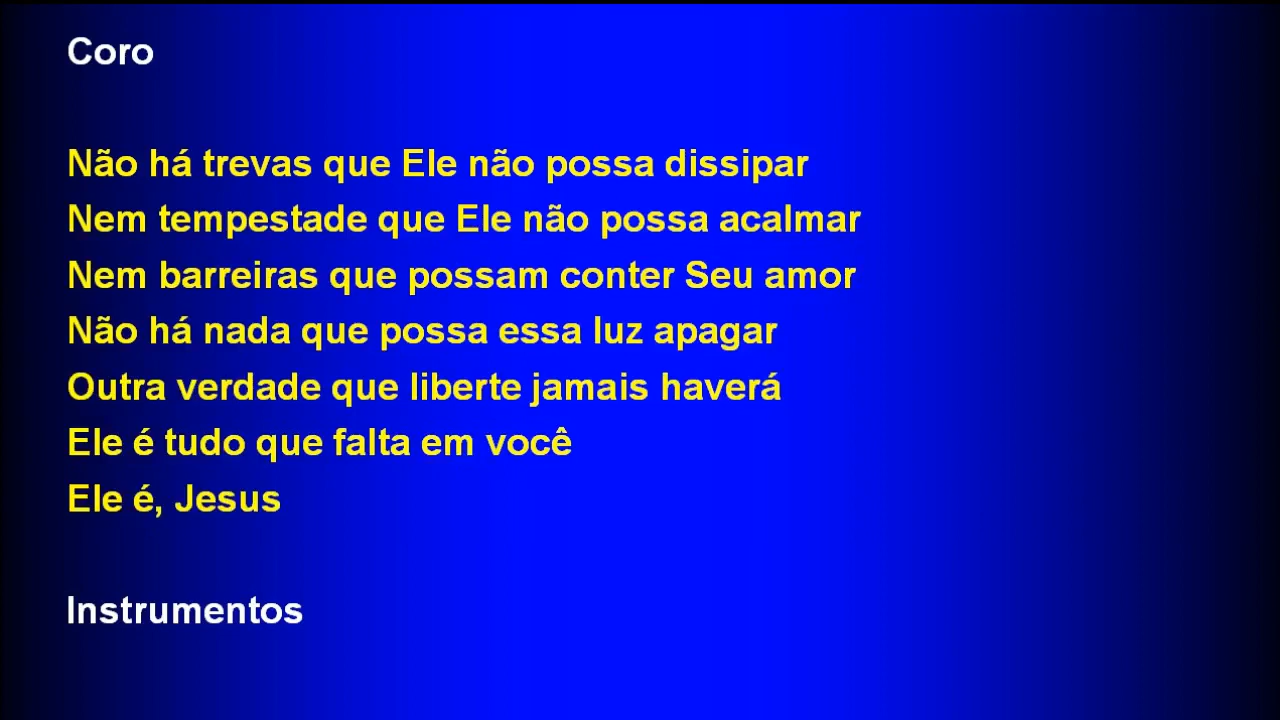 Coro
Não há trevas que Ele não possa dissipar
Nem tempestade que Ele não possa acalmar
Nem barreiras que possam conter Seu amor
Não há nada que possa essa luz apagar
Outra verdade que liberte jamais haverá
Ele é tudo que falta em você
Ele é, Jesus
Instrumentos